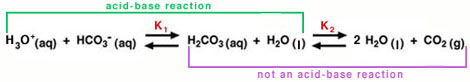 acid-base reaction
K₁ K₂
H₃O⁺(aq) + HCO₃⁻(aq) ⇌ H₂CO₃(aq) + H₂O(l) ⇌ 2 H₂O(l) + CO₂(g)
not an acid-base reaction